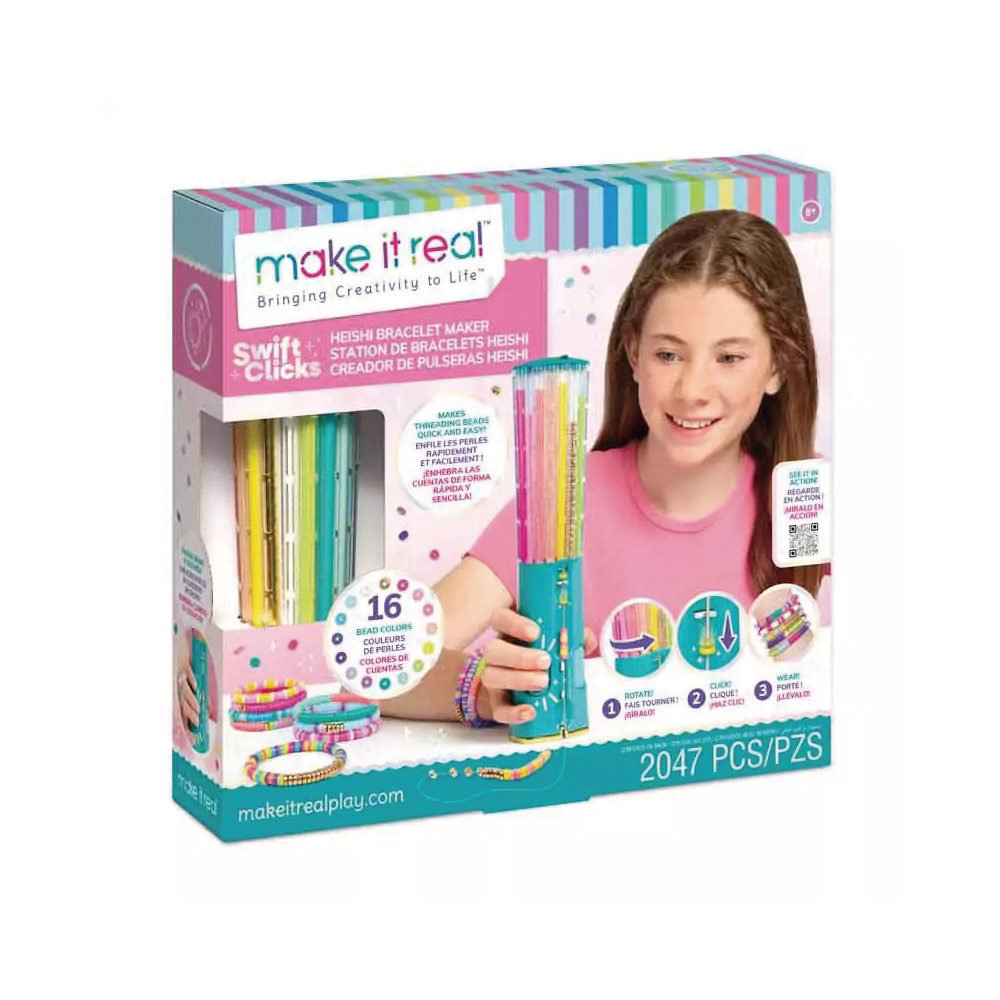 8+
make it real™
Bringing Creativity to Life™
Swift
Clicks
HEISHI BRACELET MAKER
STATION DE BRACELETS HEISHI
CREADOR DE PULSERAS HEISHI
MAKES
THREADING BEADS
QUICK AND EASY!
ENFILE LES PERLES
RAPIDEMENT
ET FACILEMENT !
¡ENHEBRA LAS
CUENTAS DE FORMA
RÁPIDA Y
SENCILLA!
SEE IT IN
ACTION!
REGARDE
EN ACTION !
¡MÍRALO EN
ACCIÓN!
16
BEAD COLORS
COULEURS
DE PERLES
COLORES DE
CUENTAS
1
ROTATE!
FAIS TOURNER !
¡GÍRALO!
2
CLICK!
CLIQUE !
¡HAZ CLIC!
3
WEAR!
PORTE !
¡LLÉVALO!
2047 PCS/PZS
makeitrealplay.com
make it real